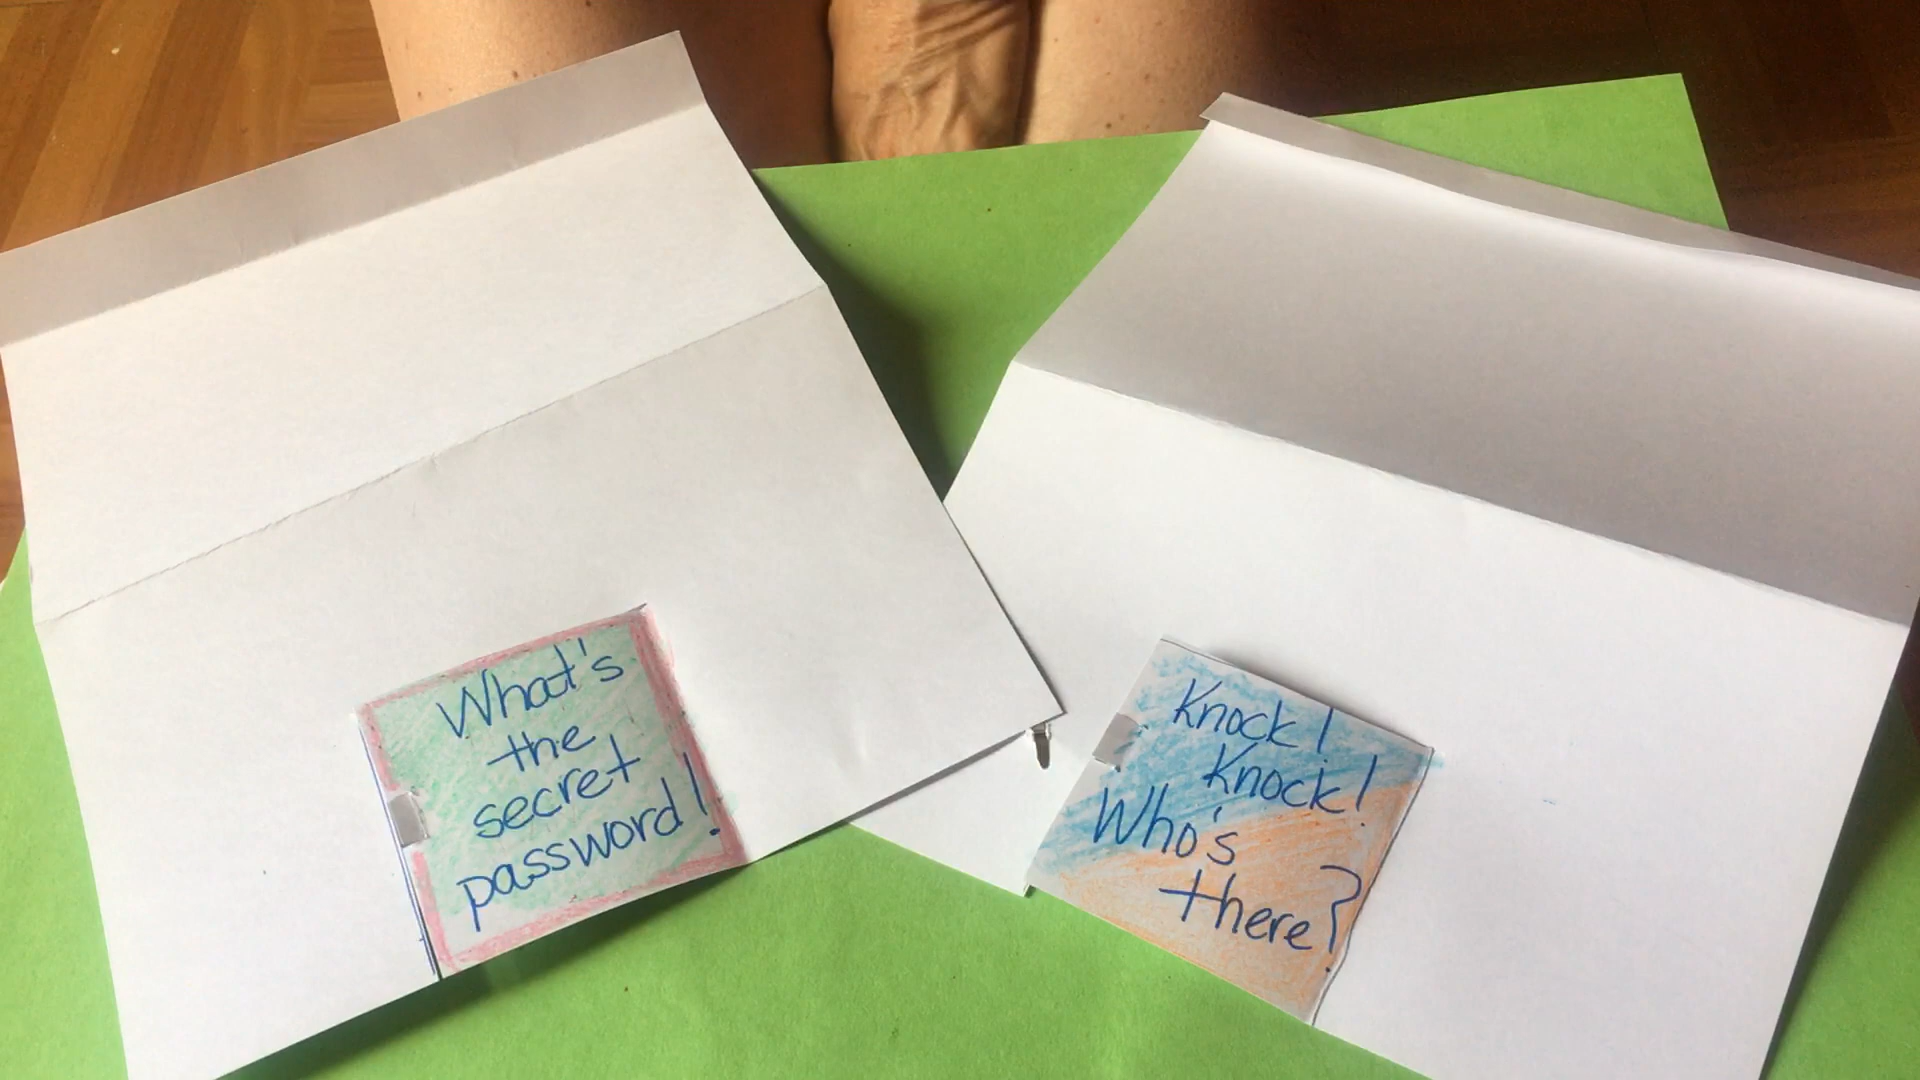 What's
the
secret
password!
Knock!
Knock!
Who's
there?